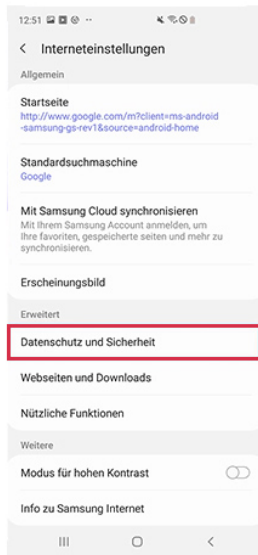 12:51
Interneteinstellungen
Allgemein
Startseite
http://www.google.com/m?client=ms-android
-samsung-gs-rev1&source=android-home
Standardsuchmaschine
Google
Mit Samsung Cloud synchronisieren
Mit Ihrem Samsung Account anmelden, um
Ihre favoriten, gespeicherte seiten und mehr zu
synchronisieren.
Erscheinungsbild
Erweitert
Datenschutz und Sicherheit
Webseiten und Downloads
Nützliche Funktionen
Weitere
Modus für hohen Kontrast
Info zu Samsung Internet